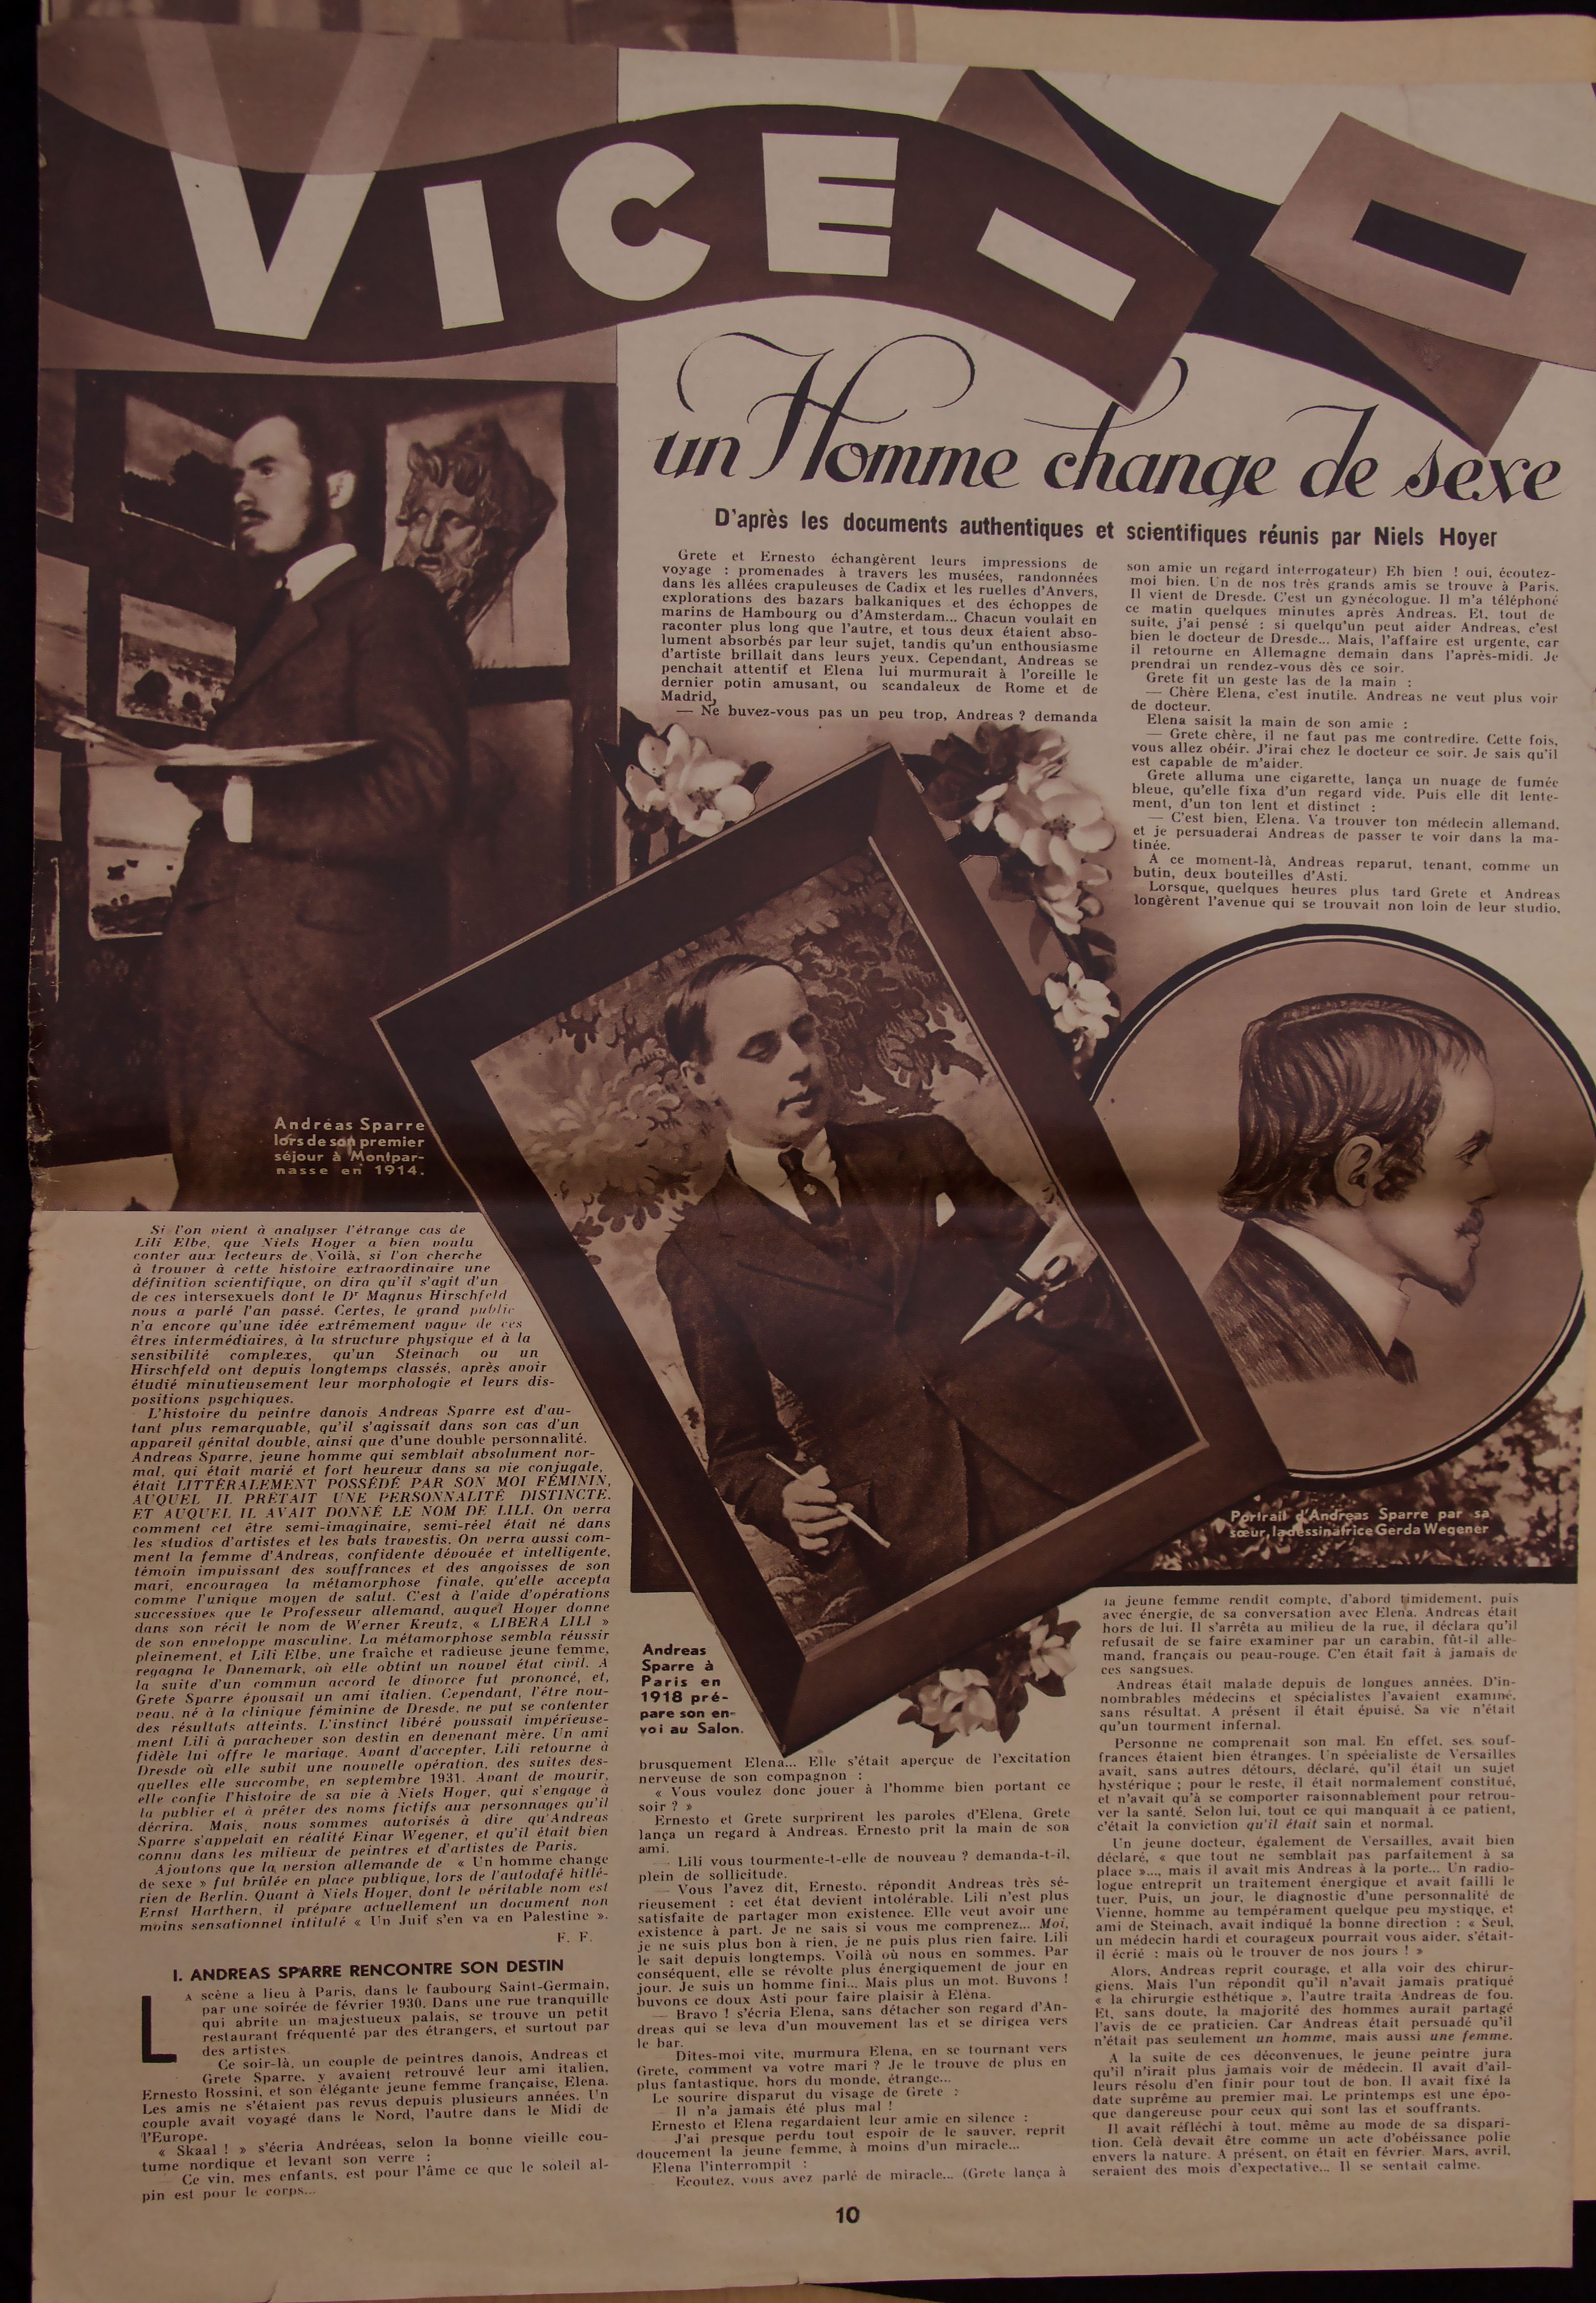 VICE-
un Homme change de sexe
D'après les documents authentiques et scientifiques réunis par Niels Hoyer
Andréas Sparre
lors de son premier
séjour à Montpar-
nasse en 1914.
Si l'on vient à analyser l'étrange cas de
Lili Elbe, que Niels Hoyer a bien voulu
conter aux lecteurs de Voilà, si l'on cherche
à trouver à cette histoire extraordinaire une
définition scientifique, on dira qu'il s'agit d'un
de ces intersexuels dont le Dr Magnus Hirschfeld
nous a parlé l'an passé. Certes, le grand public
n'a encore qu'une idée extrêmement vague de ces
êtres intermédiaires, à la structure physique et à la
sensibilité complexes, qu'un Steinach ou un
Hirschfeld ont depuis longtemps classés, après avoir
étudié minutieusement leur morphologie et leurs dis-
positions psychiques.
L'histoire du peintre danois Andreas Sparre est d'au-
tant plus remarquable, qu'il s'agissait dans son cas d'un
appareil génital double, ainsi que d'une double personnalité.
Andreas Sparre, jeune homme qui semblait absolument nor-
mal, qui était marié et fort heureux dans sa vie conjugale,
était LITTÉRALEMENT POSSÉDÉ PAR SON MOI FÉMININ,
AUQUEL IL PRÊTAIT UNE PERSONNALITÉ DISTINCTE,
ET AUQUEL IL AVAIT DONNÉ LE NOM DE LILI. On verra
comment cet être semi-imaginaire, semi-réel était né dans
les studios d'artistes et les bals travestis. On verra aussi com-
ment la femme d'Andreas, confidente dévouée et intelligente,
témoin impuissant des souffrances et des angoisses de son
mari, encouragea la métamorphose finale, qu'elle accepta
comme l'unique moyen de salut. C'est à l'aide d'opérations
successives que le Professeur allemand, auquel Hoyer donne
dans son récit le nom de Werner Kreutz, « LIBERA LILI »
de son enveloppe masculine. La métamorphose sembla réussir
pleinement, et Lili Elbe, une fraîche et radieuse jeune femme,
regagna le Danemark, où elle obtint un nouvel état civil. A
la suite d'un commun accord le divorce fut prononcé, et,
Grete Sparre épousait un ami italien. Cependant, l'être nou-
veau, né à la clinique féminine de Dresde, ne put se contenter
des résultats atteints. L'instinct libéré poussait impérieuse-
ment Lili à parachever son destin en devenant mère. Un ami
fidèle lui offre le mariage. Avant d'accepter, Lili retourne à
Dresde où elle subit une nouvelle opération, des suites des-
quelles elle succombe, en septembre 1931. Avant de mourir,
elle confie l'histoire de sa vie à Niels Hoyer, qui s'engage à
la publier et à prêter des noms fictifs aux personnages qu'il
décrira. Mais, nous sommes autorisés à dire qu'Andreas
Sparre s'appelait en réalité Einar Wegener, et qu'il était bien
connu dans les milieux de peintres et d'artistes de Paris.
Ajoutons que la version allemande de « Un homme change
de sexe » fut brûlée en place publique, lors de l'autodafé hitlé-
rien de Berlin. Quant à Niels Hoyer, dont le véritable nom est
Ernst Harthern, il prépare actuellement un document non
moins sensationnel intitulé « Un Juif s'en va en Palestine ».
F. F.
I. ANDREAS SPARRE RENCONTRE SON DESTIN
LA scène a lieu à Paris, dans le faubourg Saint-Germain,
par une soirée de février 1930. Dans une rue tranquille
qui abrite un majestueux palais, se trouve un petit
restaurant fréquenté par des étrangers, et surtout par
des artistes.
Ce soir-là, un couple de peintres danois, Andreas et
Grete Sparre, y avaient retrouvé leur ami italien,
Ernesto Rossini, et son élégante jeune femme française, Elena.
Les amis ne s'étaient pas revus depuis plusieurs années. Un
couple avait voyagé dans le Nord, l'autre dans le Midi de
l'Europe.
« Skaal ! » s'écria Andréeas, selon la bonne vieille cou-
tume nordique et levant son verre :
— Ce vin, mes enfants, est pour l'âme ce que le soleil al-
pin est pour le corps...
Grete et Ernesto échangèrent leurs impressions de
voyage : promenades à travers les musées, randonnées
dans les allées crapuleuses de Cadix et les ruelles d'Anvers,
explorations des bazars balkaniques et des échoppes de
marins de Hambourg ou d'Amsterdam... Chacun voulait en
raconter plus long que l'autre, et tous deux étaient abso-
lument absorbés par leur sujet, tandis qu'un enthousiasme
d'artiste brillait dans leurs yeux. Cependant, Andreas se
penchait attentif et Elena lui murmurait à l'oreille le
dernier potin amusant, ou scandaleux de Rome et de
Madrid,
— Ne buvez-vous pas un peu trop, Andreas ? demanda
Andreas
Sparre à
Paris en
1918 pré-
pare son en-
voi au Salon.
brusquement Elena... Elle s'était aperçue de l'excitation
nerveuse de son compagnon :
« Vous voulez donc jouer à l'homme bien portant ce
soir ? »
Ernesto et Grete surprirent les paroles d'Elena. Grete
lança un regard à Andreas. Ernesto prit la main de son
ami.
— Lili vous tourmente-t-elle de nouveau ? demanda-t-il,
plein de sollicitude.
— Vous l'avez dit, Ernesto, répondit Andreas très sé-
rieusement : cet état devient intolérable. Lili n'est plus
satisfaite de partager mon existence. Elle veut avoir une
existence à part. Je ne sais si vous me comprenez... Moi,
je ne suis plus bon à rien, je ne puis plus rien faire. Lili
le sait depuis longtemps. Voilà où nous en sommes. Par
conséquent, elle se révolte plus énergiquement de jour en
jour. Je suis un homme fini... Mais plus un mot. Buvons !
buvons ce doux Asti pour faire plaisir à Eléna.
— Bravo ! s'écria Elena, sans détacher son regard d'An-
dreas qui se leva d'un mouvement las et se dirigea vers
le bar.
— Dites-moi vite, murmura Elena, en se tournant vers
Grete, comment va votre mari ? Je le trouve de plus en
plus fantastique, hors du monde, étrange...
Le sourire disparut du visage de Grete :
— Il n'a jamais été plus mal !
Ernesto et Elena regardaient leur amie en silence :
— J'ai presque perdu tout espoir de le sauver, reprit
doucement la jeune femme, à moins d'un miracle...
Elena l'interrompit :
— Ecoutez, vous avez parlé de miracle... (Grete lança à
son amie un regard interrogateur) Eh bien ! oui, écoutez-
moi bien. Un de nos très grands amis se trouve à Paris.
Il vient de Dresde. C'est un gynécologue. Il m'a téléphoné
ce matin quelques minutes après Andreas. Et, tout de
suite, j'ai pensé : si quelqu'un peut aider Andreas, c'est
bien le docteur de Dresde... Mais, l'affaire est urgente, car
il retourne en Allemagne demain dans l'après-midi. Je
prendrai un rendez-vous dès ce soir.
Grete fit un geste las de la main :
— Chère Elena, c'est inutile. Andreas ne veut plus voir
de docteur.
Elena saisit la main de son amie :
— Grete chère, il ne faut pas me contredire. Cette fois,
vous allez obéir. J'irai chez le docteur ce soir. Je sais qu'il
est capable de m'aider.
Grete alluma une cigarette, lança un nuage de fumée
bleue, qu'elle fixa d'un regard vide. Puis elle dit lente-
ment, d'un ton lent et distinct :
— C'est bien, Elena. Va trouver ton médecin allemand,
et je persuaderai Andreas de passer te voir dans la ma-
tinée.
A ce moment-là, Andreas reparut, tenant, comme un
butin, deux bouteilles d'Asti.
Lorsque, quelques heures plus tard Grete et Andreas
longèrent l'avenue qui se trouvait non loin de leur studio,
Portrait d'Andreas Sparre par sa
sœur, la dessinatrice Gerda Wegener
la jeune femme rendit compte, d'abord timidement, puis
avec énergie, de sa conversation avec Elena. Andreas était
hors de lui. Il s'arrêta au milieu de la rue, il déclara qu'il
refusait de se faire examiner par un carabin, fût-il alle-
mand, français ou peau-rouge. C'en était fait à jamais de
ces sangsues.
Andreas était malade depuis de longues années. D'in-
nombrables médecins et spécialistes l'avaient examiné,
sans résultat. A présent il était épuisé. Sa vie n'était
qu'un tourment infernal.
Personne ne comprenait son mal. En effet, ses souf-
frances étaient bien étranges. Un spécialiste de Versailles
avait, sans autres détours, déclaré, qu'il était un sujet
hystérique ; pour le reste, il était normalement constitué,
et n'avait qu'à se comporter raisonnablement pour retrou-
ver la santé. Selon lui, tout ce qui manquait à ce patient,
c'était la conviction qu'il était sain et normal.
Un jeune docteur, également de Versailles, avait bien
déclaré, « que tout ne semblait pas parfaitement à sa
place »..., mais il avait mis Andreas à la porte... Un radio-
logue entreprit un traitement énergique et avait failli le
tuer. Puis, un jour, le diagnostic d'une personnalité de
Vienne, homme au tempérament quelque peu mystique, et
ami de Steinach, avait indiqué la bonne direction : « Seul,
un médecin hardi et courageux pourrait vous aider, s'était-
il écrié : mais où le trouver de nos jours ! »
Alors, Andreas reprit courage, et alla voir des chirur-
giens. Mais l'un répondit qu'il n'avait jamais pratiqué
« la chirurgie esthétique », l'autre traita Andreas de fou.
Et, sans doute, la majorité des hommes aurait partagé
l'avis de ce praticien. Car Andreas était persuadé qu'il
n'était pas seulement un homme, mais aussi une femme.
A la suite de ces déconvenues, le jeune peintre jura
qu'il n'irait plus jamais voir de médecin. Il avait d'ail-
leurs résolu d'en finir pour tout de bon. Il avait fixé la
date suprême au premier mai. Le printemps est une épo-
que dangereuse pour ceux qui sont las et souffrants.
Il avait réfléchi à tout, même au mode de sa dispari-
tion. Celà devait être comme un acte d'obéissance polie
envers la nature. A présent, on était en février. Mars, avril,
seraient des mois d'expectative... Il se sentait calme.
10